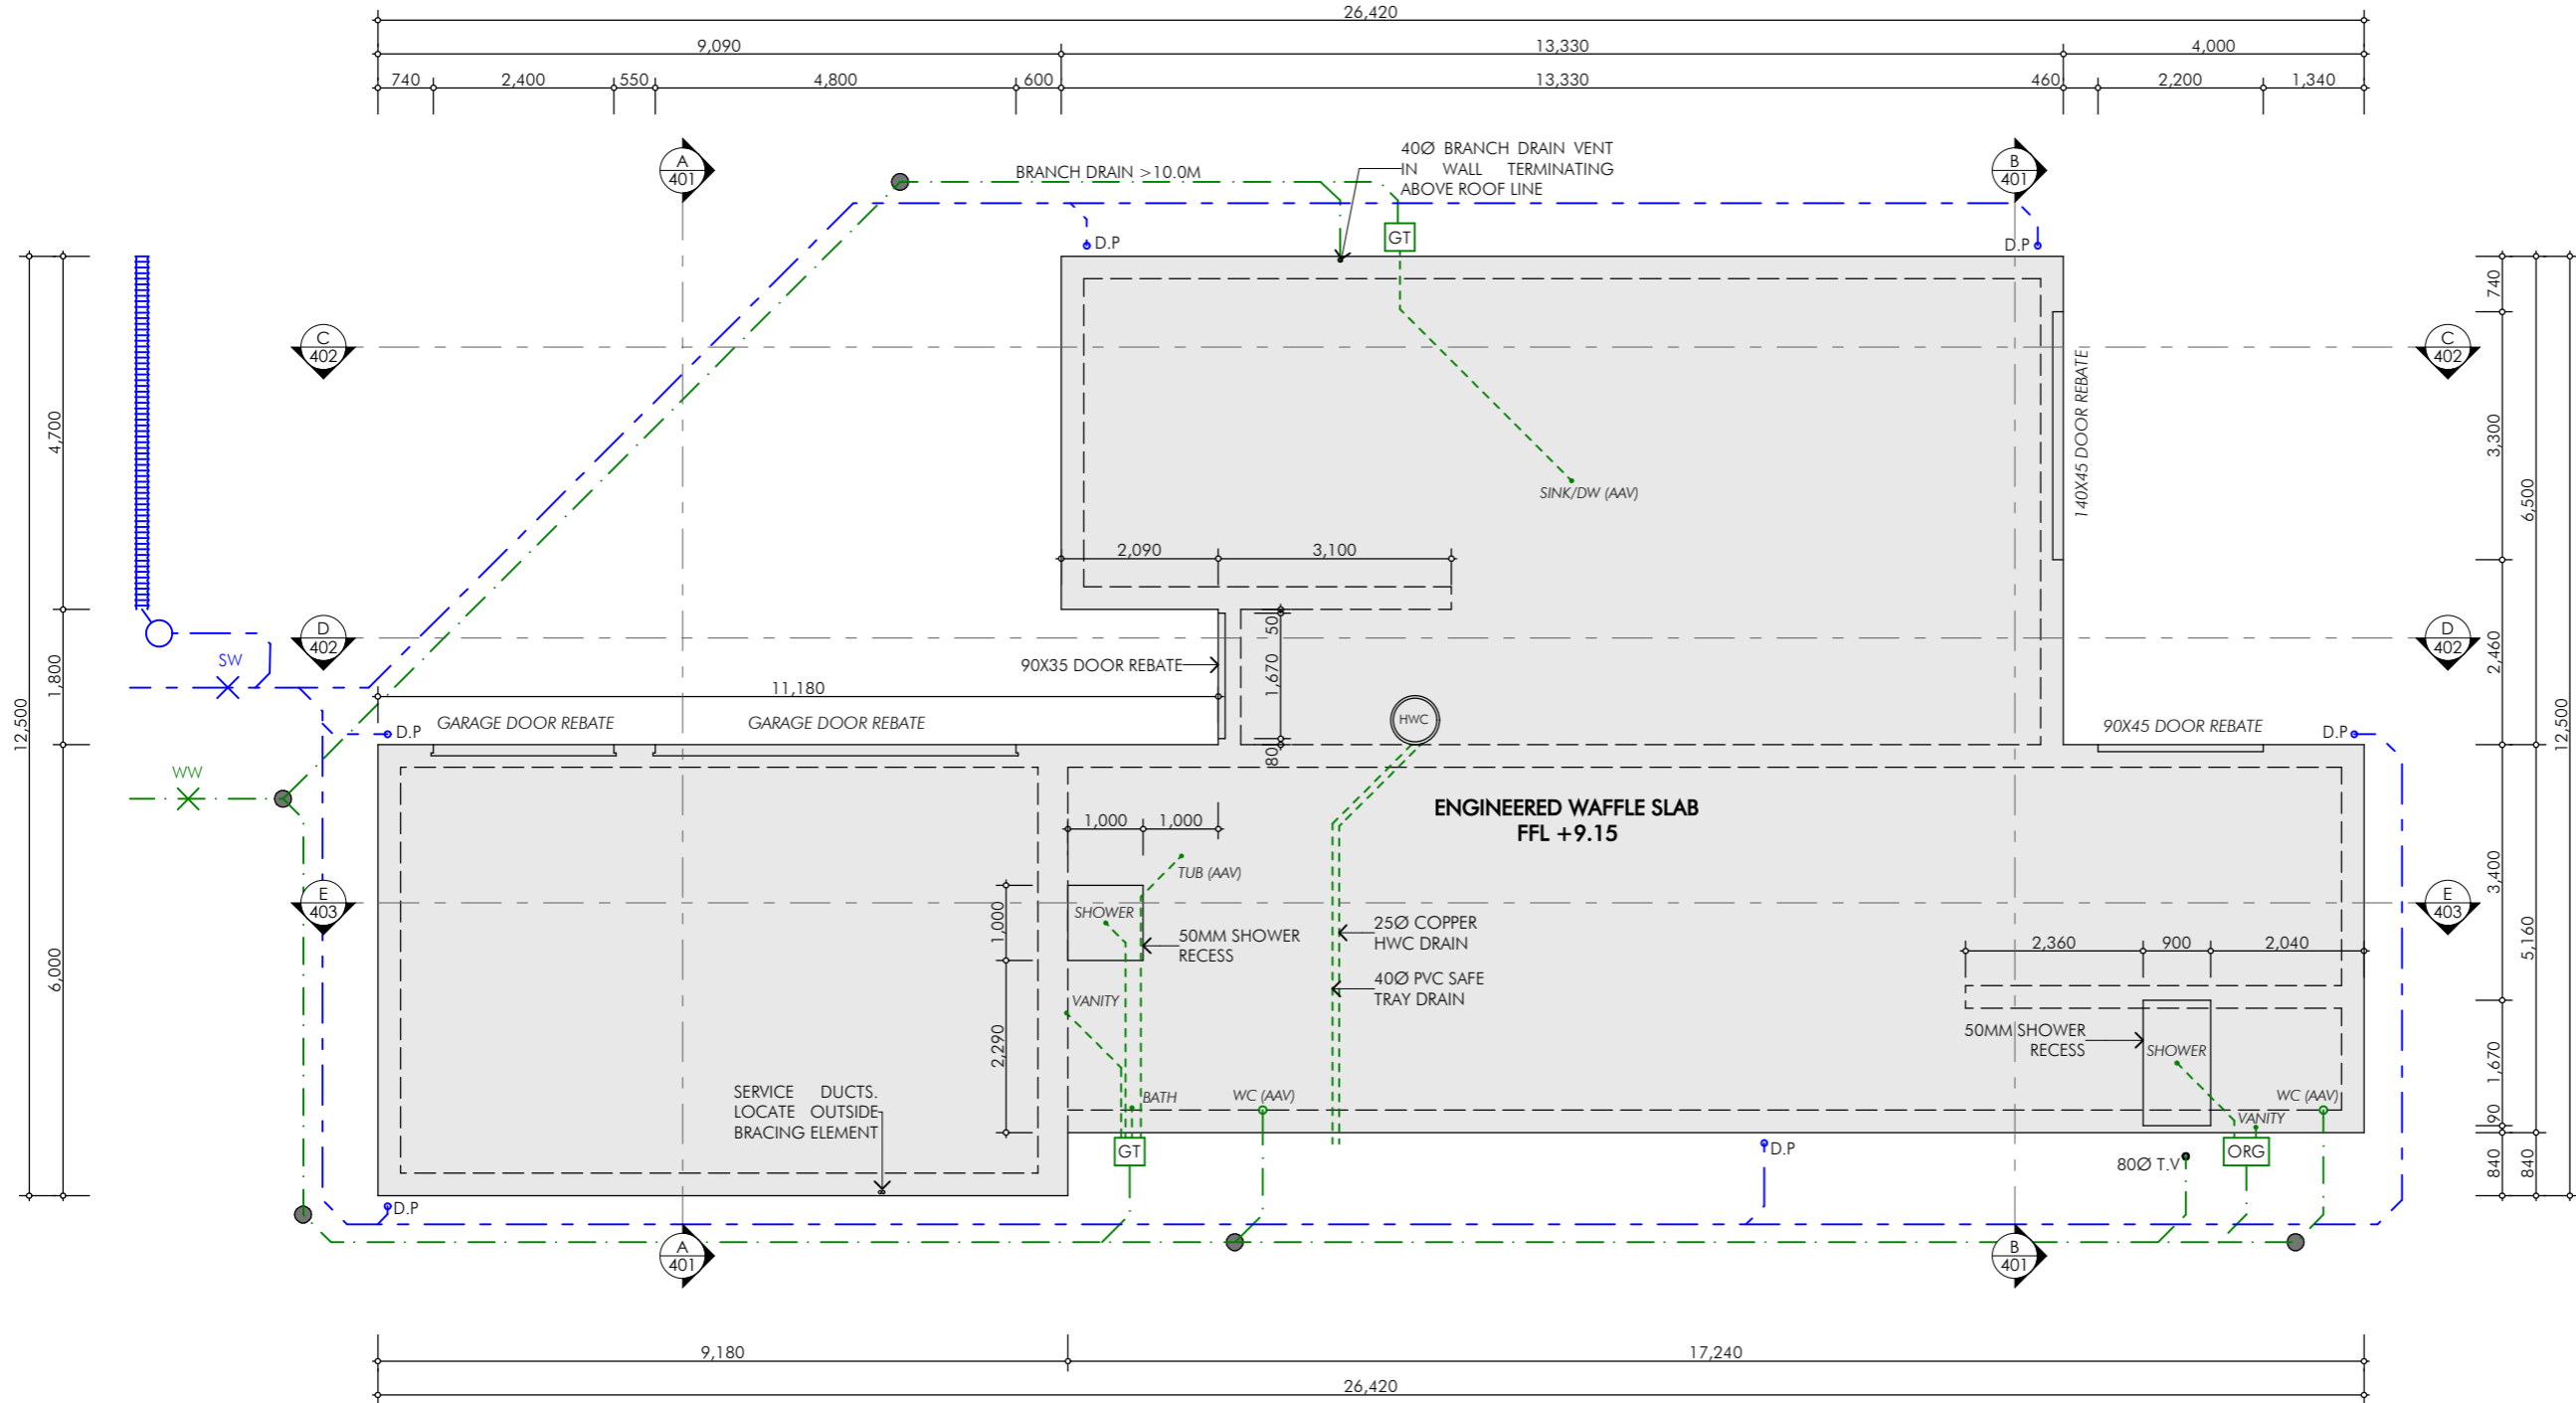 26,420
9,090
13,330
4,000
740
2,400
550
4,800
600
13,330
460
2,200
1,340
A
401
B
401
BRANCH DRAIN >10.0M
40Ø BRANCH DRAIN VENT
IN WALL TERMINATING
ABOVE ROOF LINE
GT
D.P
D.P
C
402
C
402
12,500
4,700
1,800
6,000
740
3,300
2,460
3,400
1,670
90
840
6,500
5,160
840
12,500
140X45 DOOR REBATE
SINK/DW (AAV)
2,090
3,100
50
1,670
80
D
402
D
402
SW
90X35 DOOR REBATE
11,180
GARAGE DOOR REBATE
GARAGE DOOR REBATE
D.P
HWC
90X45 DOOR REBATE
D.P
WW
ENGINEERED WAFFLE SLAB
FFL +9.15
1,000
1,000
TUB (AAV)
E
403
E
403
1,000
2,290
SHOWER
50MM SHOWER
RECESS
25Ø COPPER
HWC DRAIN
40Ø PVC SAFE
TRAY DRAIN
2,360
900
2,040
VANITY
50MM SHOWER
RECESS
SHOWER
SERVICE DUCTS.
LOCATE OUTSIDE
BRACING ELEMENT
BATH
WC (AAV)
WC (AAV)
VANITY
GT
D.P
80Ø T.V
ORG
D.P
A
401
B
401
9,180
17,240
26,420